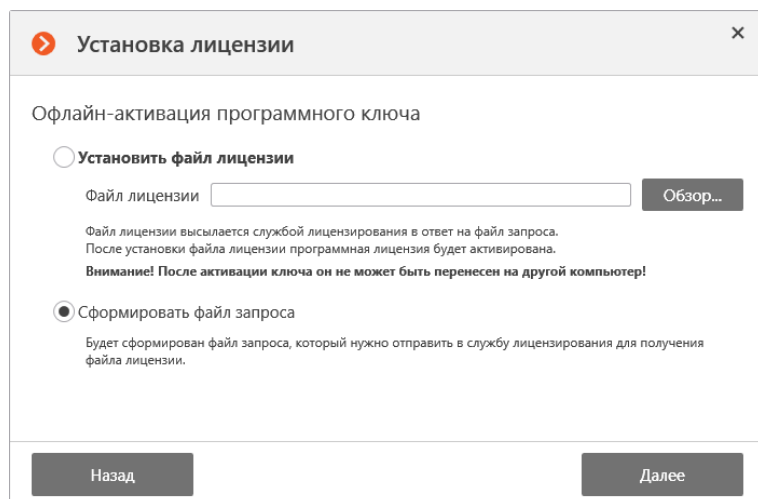 Установка лицензии
Офлайн-активация программного ключа
Установить файл лицензии
Файл лицензии
Обзор...
Файл лицензии высылается службой лицензирования в ответ на файл запроса.
После установки файла лицензии программная лицензия будет активирована.
Внимание! После активации ключа он не может быть перенесен на другой компьютер!
Сформировать файл запроса
Будет сформирован файл запроса, который нужно отправить в службу лицензирования для получения
файла лицензии.
Назад
Далее